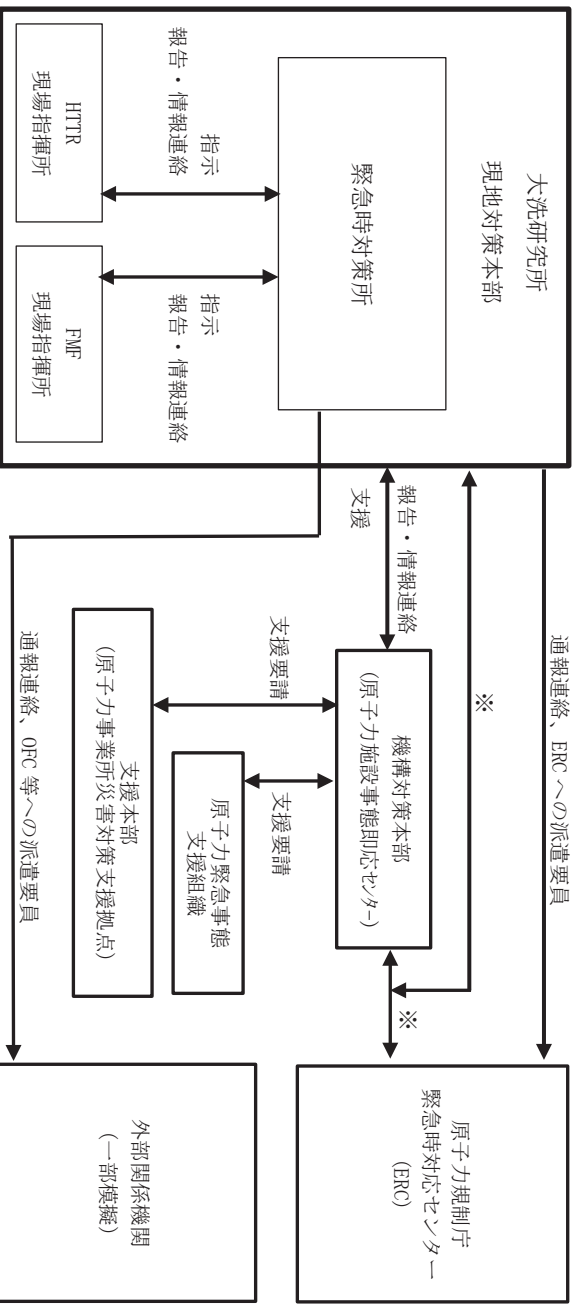 大洗研究所
現地対策本部
緊急時対策所
指示
報告・情報連絡
指示
報告・情報連絡
HTTR
現場指揮所
FMF
現場指揮所
通報連絡、ERC への派遣要員
※
報告・情報連絡
支援
機構対策本部
(原子力施設事態即応センター)
※
支援要請
支援要請
原子力緊急事態
支援組織
支援本部
(原子力事業所災害対策支援拠点)
通報連絡、OFC 等への派遣要員
原子力規制庁
緊急時対応センター
(ERC)
外部関係機関
(一部模擬)